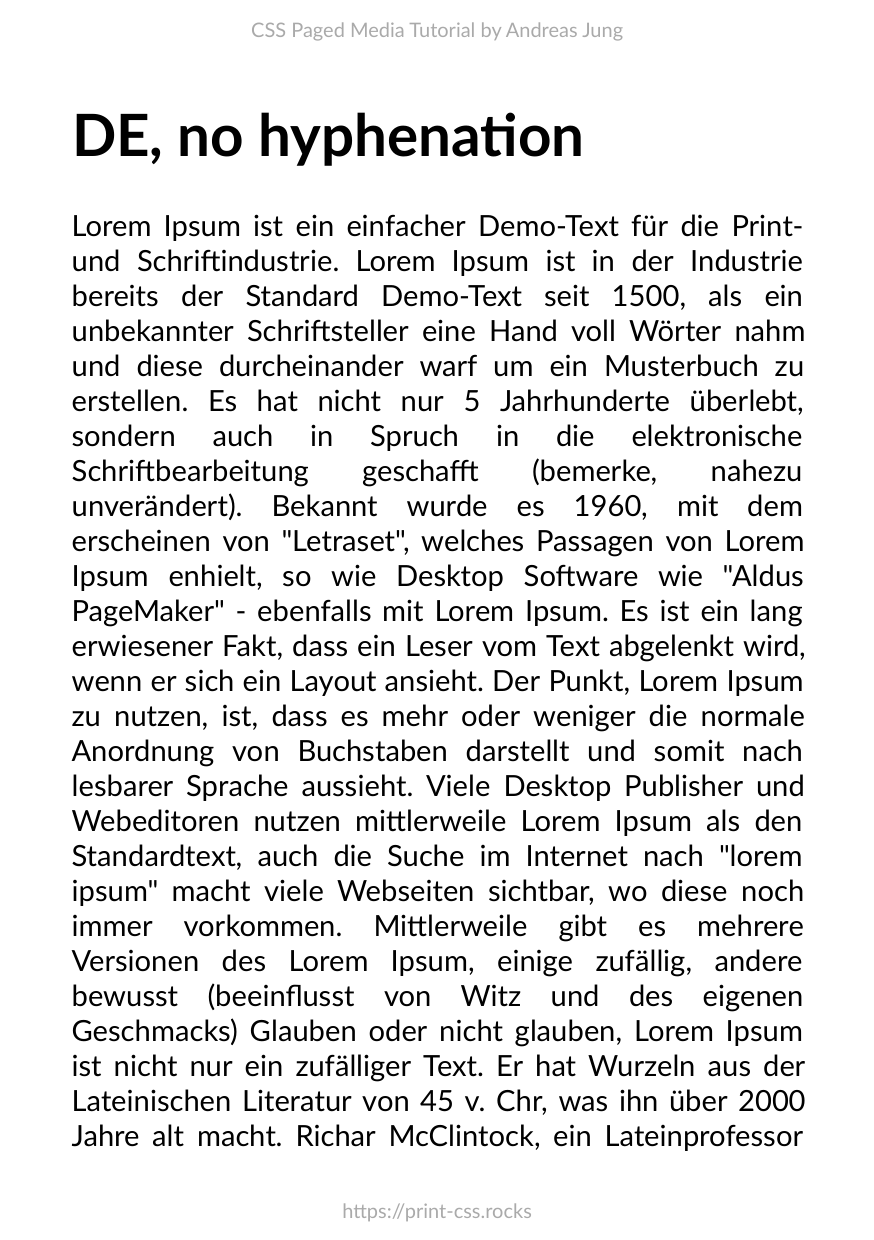 CSS Paged Media Tutorial by Andreas Jung
DE, no hyphenation
Lorem Ipsum ist ein einfacher Demo-Text für die Print-
und Schriftindustrie. Lorem Ipsum ist in der Industrie
bereits der Standard Demo-Text seit 1500, als ein
unbekannter Schriftsteller eine Hand voll Wörter nahm
und diese durcheinander warf um ein Musterbuch zu
erstellen. Es hat nicht nur 5 Jahrhunderte überlebt,
sondern auch in Spruch in die elektronische
Schriftbearbeitung geschafft (bemerke, nahezu
unverändert). Bekannt wurde es 1960, mit dem
erscheinen von "Letraset", welches Passagen von Lorem
Ipsum enhielt, so wie Desktop Software wie "Aldus
PageMaker" - ebenfalls mit Lorem Ipsum. Es ist ein lang
erwiesener Fakt, dass ein Leser vom Text abgelenkt wird,
wenn er sich ein Layout ansieht. Der Punkt, Lorem Ipsum
zu nutzen, ist, dass es mehr oder weniger die normale
Anordnung von Buchstaben darstellt und somit nach
lesbarer Sprache aussieht. Viele Desktop Publisher und
Webeditoren nutzen mittlerweile Lorem Ipsum als den
Standardtext, auch die Suche im Internet nach "lorem
ipsum" macht viele Webseiten sichtbar, wo diese noch
immer vorkommen. Mittlerweile gibt es mehrere
Versionen des Lorem Ipsum, einige zufällig, andere
bewusst (beeinflusst von Witz und des eigenen
Geschmacks) Glauben oder nicht glauben, Lorem Ipsum
ist nicht nur ein zufälliger Text. Er hat Wurzeln aus der
Lateinischen Literatur von 45 v. Chr, was ihn über 2000
Jahre alt macht. Richar McClintock, ein Lateinprofessor
https://print-css.rocks